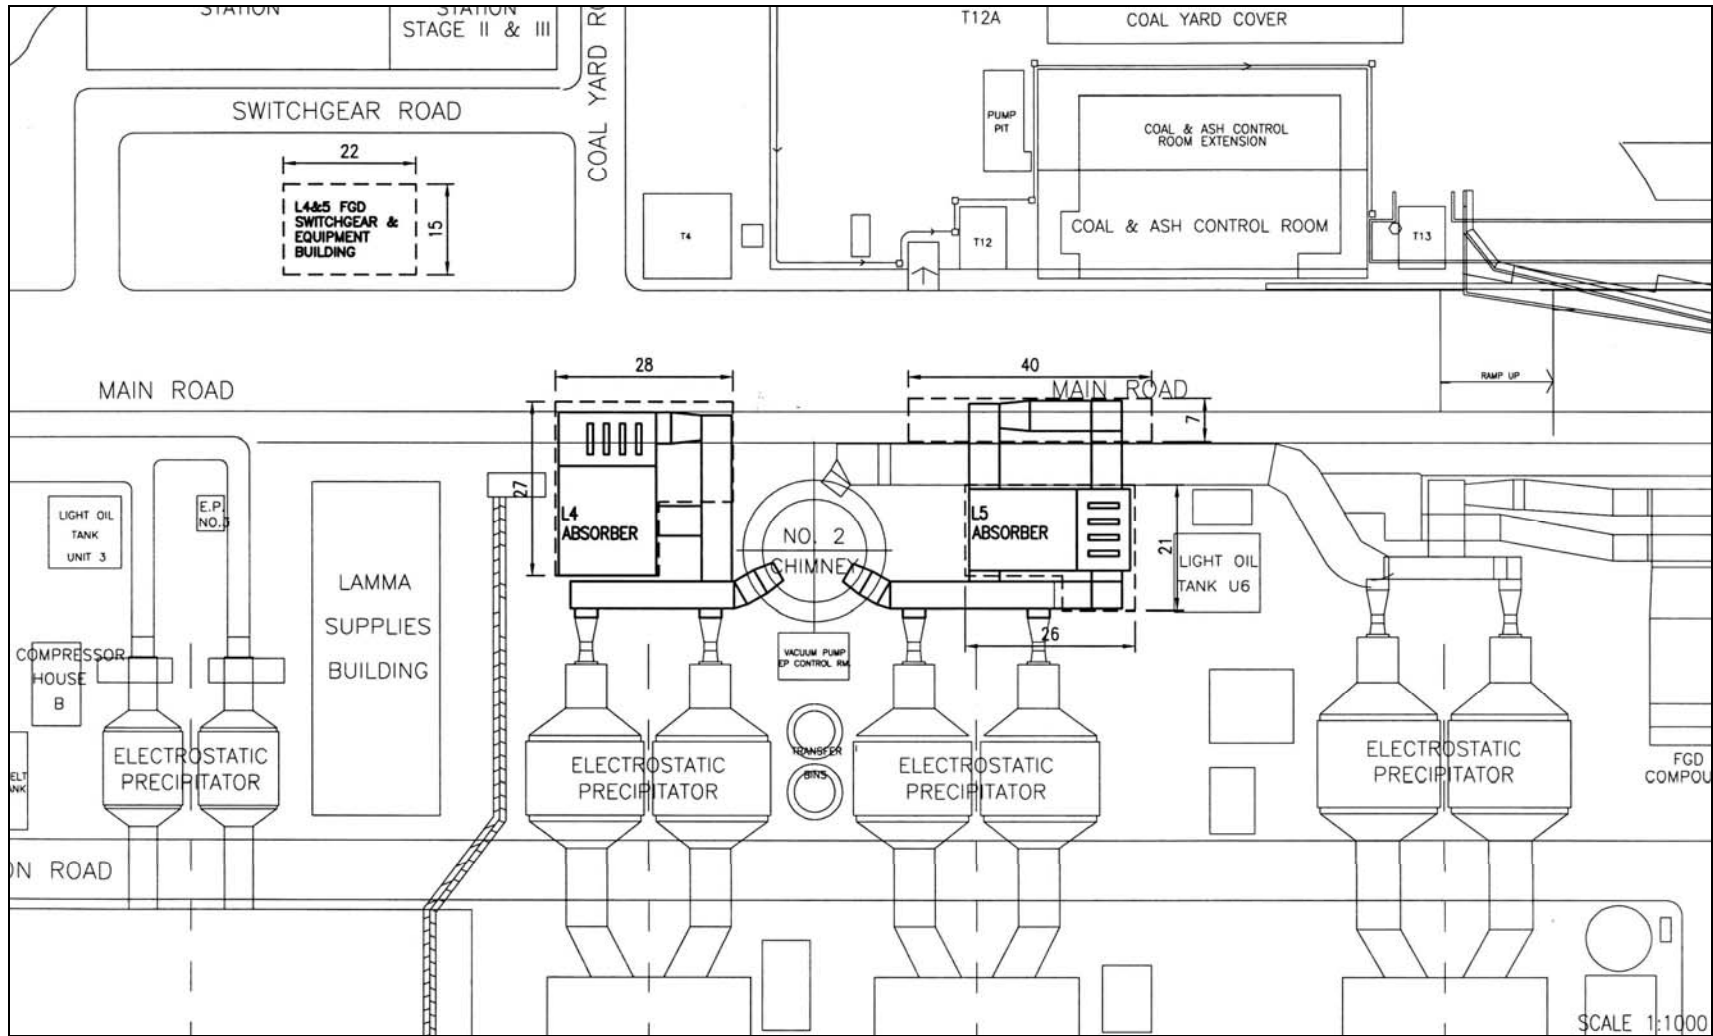 STATION
STATION
STAGE II & III
COAL YARD
T12A
COAL YARD COVER
SWITCHGEAR ROAD
22
L4&5 FGD
SWITCHGEAR &
EQUIPMENT
BUILDING
15
PUMP
PIT
COAL & ASH CONTROL
ROOM EXTENSION
T4
T12
COAL & ASH CONTROL ROOM
T13
MAIN ROAD
28
40
MAIN ROAD
7
RAMP UP
27
L4
ABSORBER
NO. 2
CHIMNEY
L5
ABSORBER
21
26
LIGHT OIL
TANK U6
LIGHT OIL
TANK
UNIT 3
E.P.
NO.3
LAMMA
SUPPLIES
BUILDING
COMPRESSOR
HOUSE
B
VACUUM PUMP
EP CONTROL RM.
TRANSFER
BINS
ELECTROSTATIC
PRECIPITATOR
ELECTROSTATIC
PRECIPITATOR
ELECTROSTATIC
PRECIPITATOR
ELECTROSTATIC
PRECIPITATOR
FGD
ROAD
SCALE 1:1000